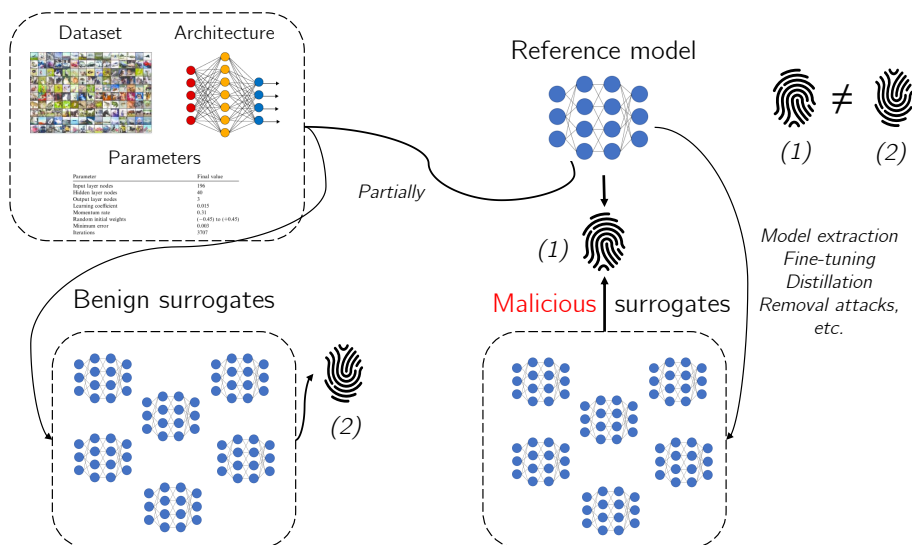 Dataset
Architecture
Parameters
Parameter Final value
Input layer nodes 196
Hidden layer nodes 40
Output layer nodes 3
Learning coefficient 0.015
Momentum rate 0.31
Random initial weights (−0.45) to (+0.45)
Minimum error 0.005
Iterations 3707
Reference model
(1) ≠ (2)
Partially
(1)
Model extraction
Fine-tuning
Distillation
Removal attacks,
etc.
Benign surrogates
(2)
Malicious surrogates